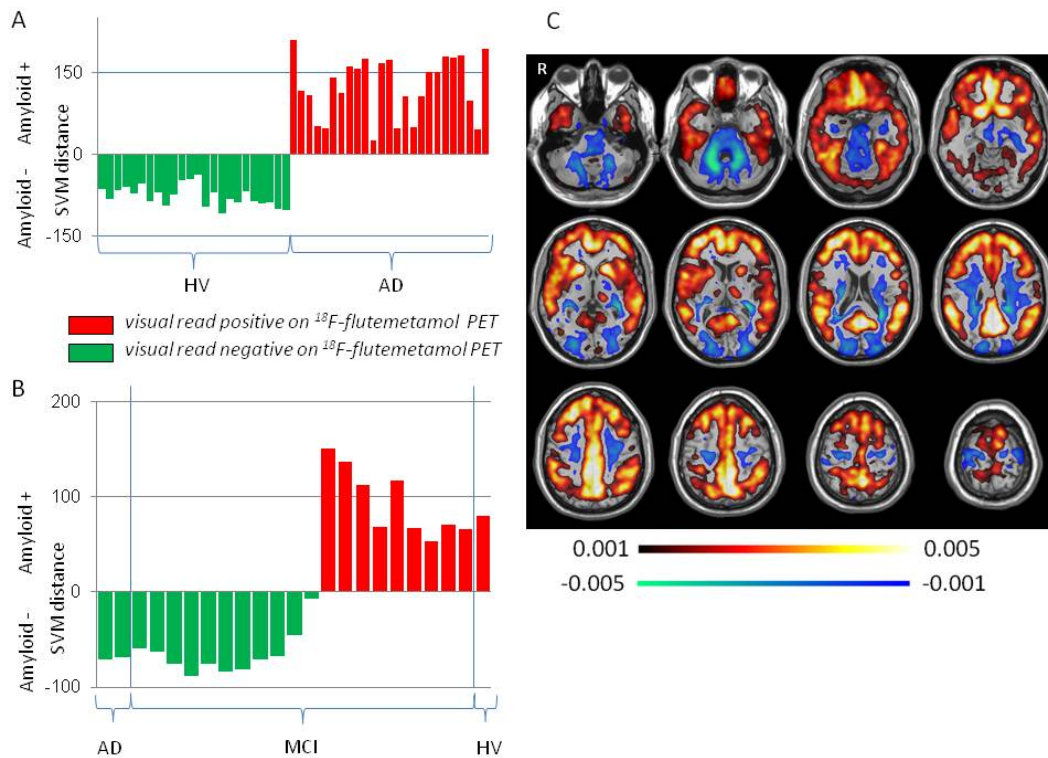 A
Amyloid +
Amyloid -
SVM distance
150
0
-150
HV
AD
visual read positive on ¹⁸F-flutemetamol PET
visual read negative on ¹⁸F-flutemetamol PET
B
Amyloid +
Amyloid -
SVM distance
200
100
0
-100
AD
MCI
HV
C
R
0.001
0.005
-0.005
-0.001